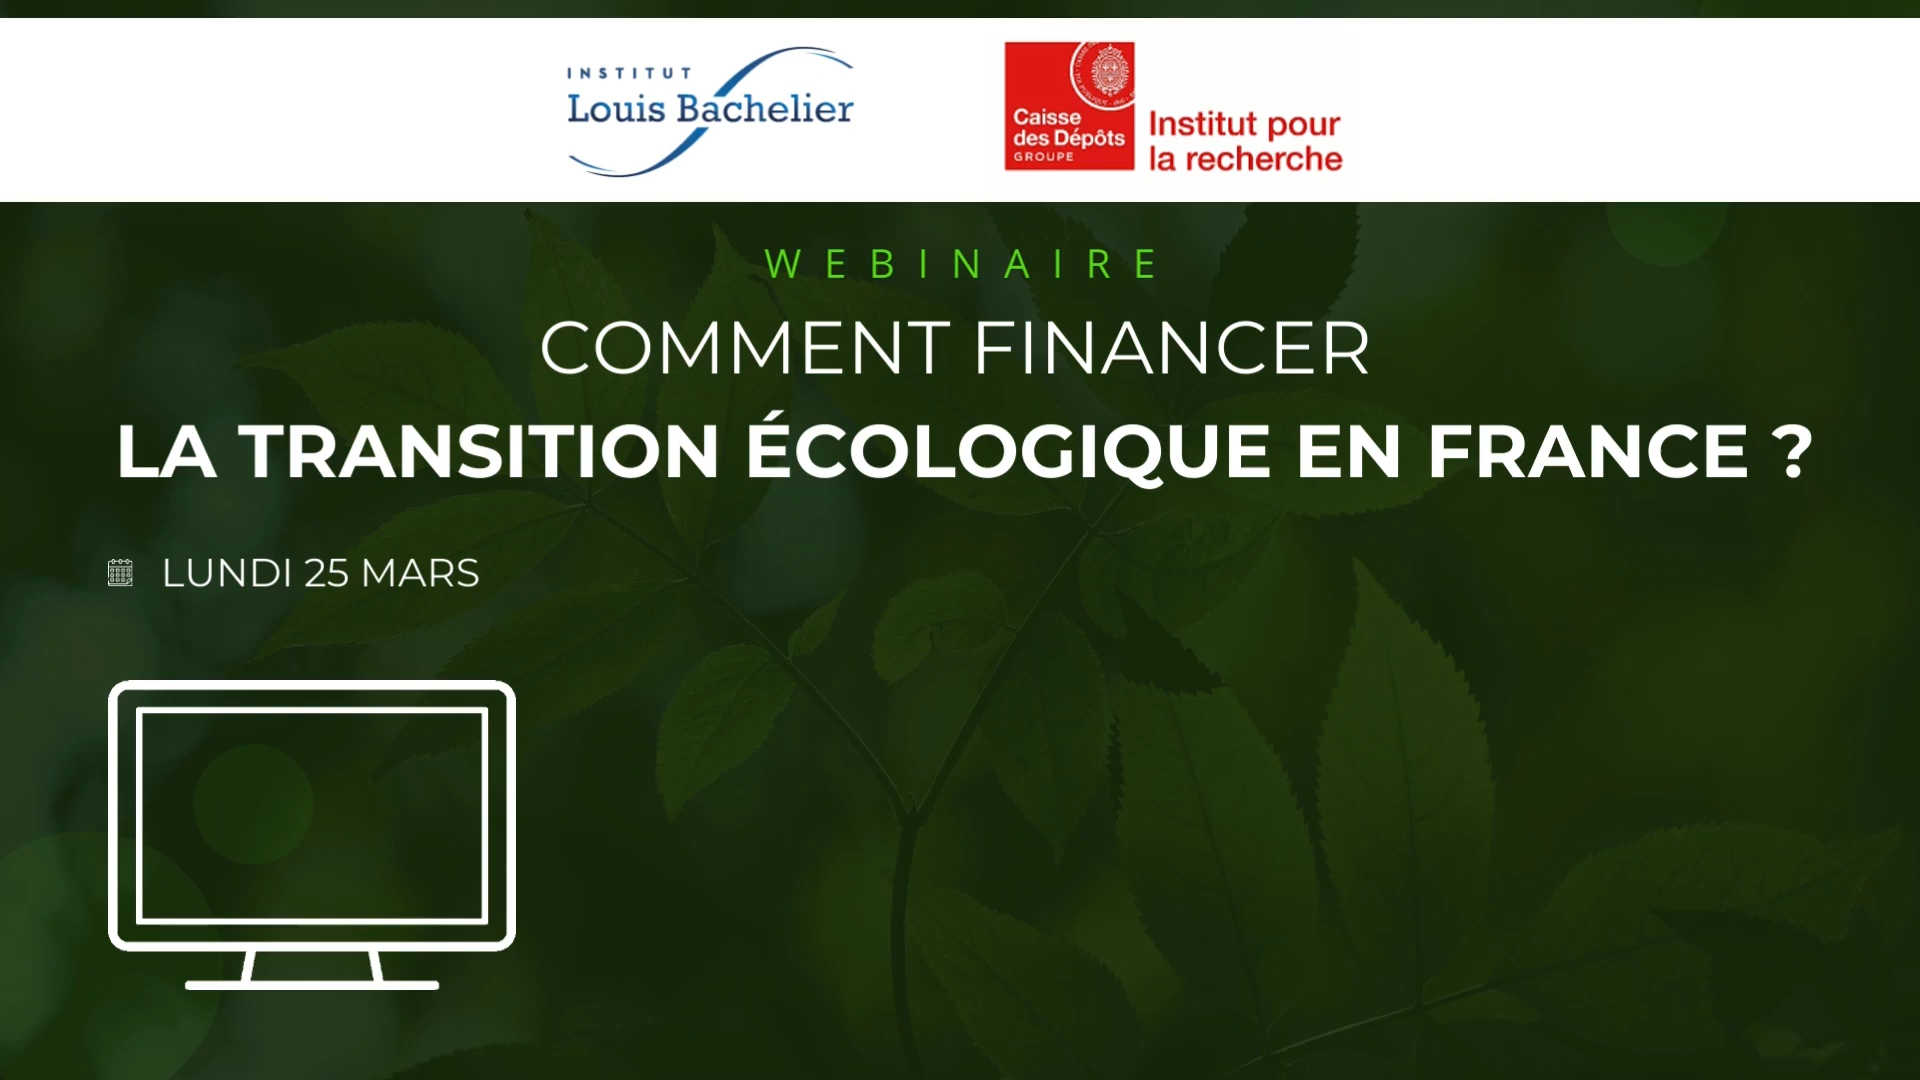 INSTITUT
Louis Bachelier
Caisse
des Dépôts
GROUPE
Institut pour
la recherche
WEBINAIRE
COMMENT FINANCER
LA TRANSITION ÉCOLOGIQUE EN FRANCE ?
LUNDI 25 MARS